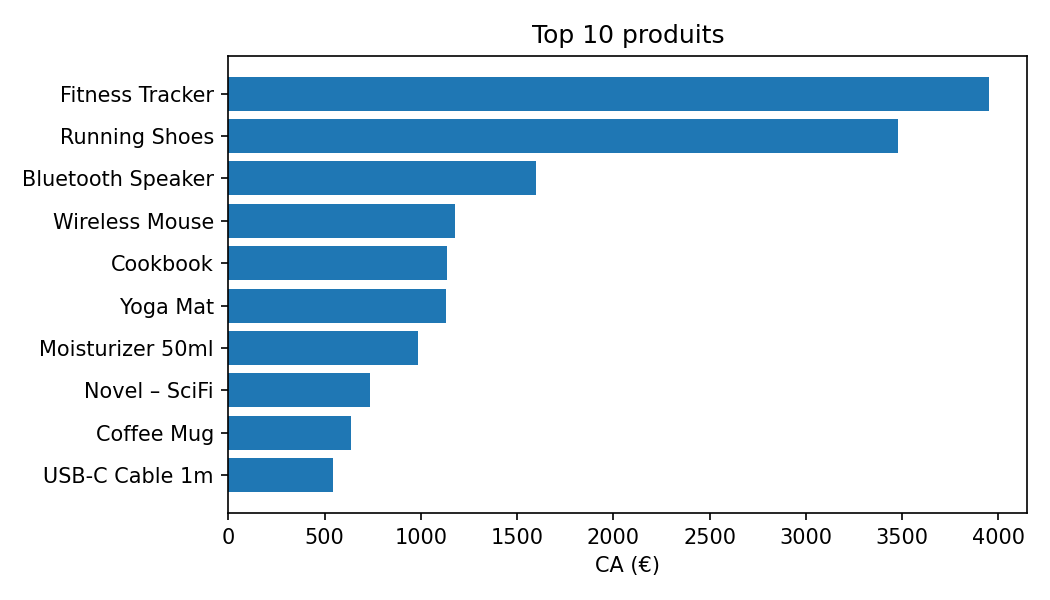 Top 10 produits
Fitness Tracker
Running Shoes
Bluetooth Speaker
Wireless Mouse
Cookbook
Yoga Mat
Moisturizer 50ml
Novel – SciFi
Coffee Mug
USB-C Cable 1m
0 500 1000 1500 2000 2500 3000 3500 4000
CA (€)